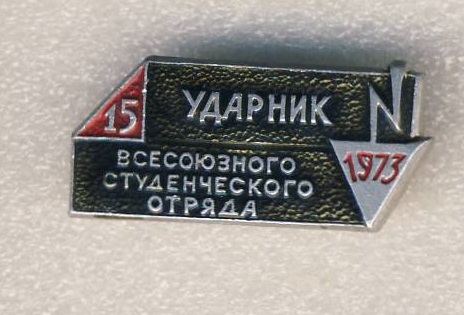 15 УДАРНИК
ВСЕСОЮЗНОГО
СТУДЕНЧЕСКОГО
ОТРЯДА
1973